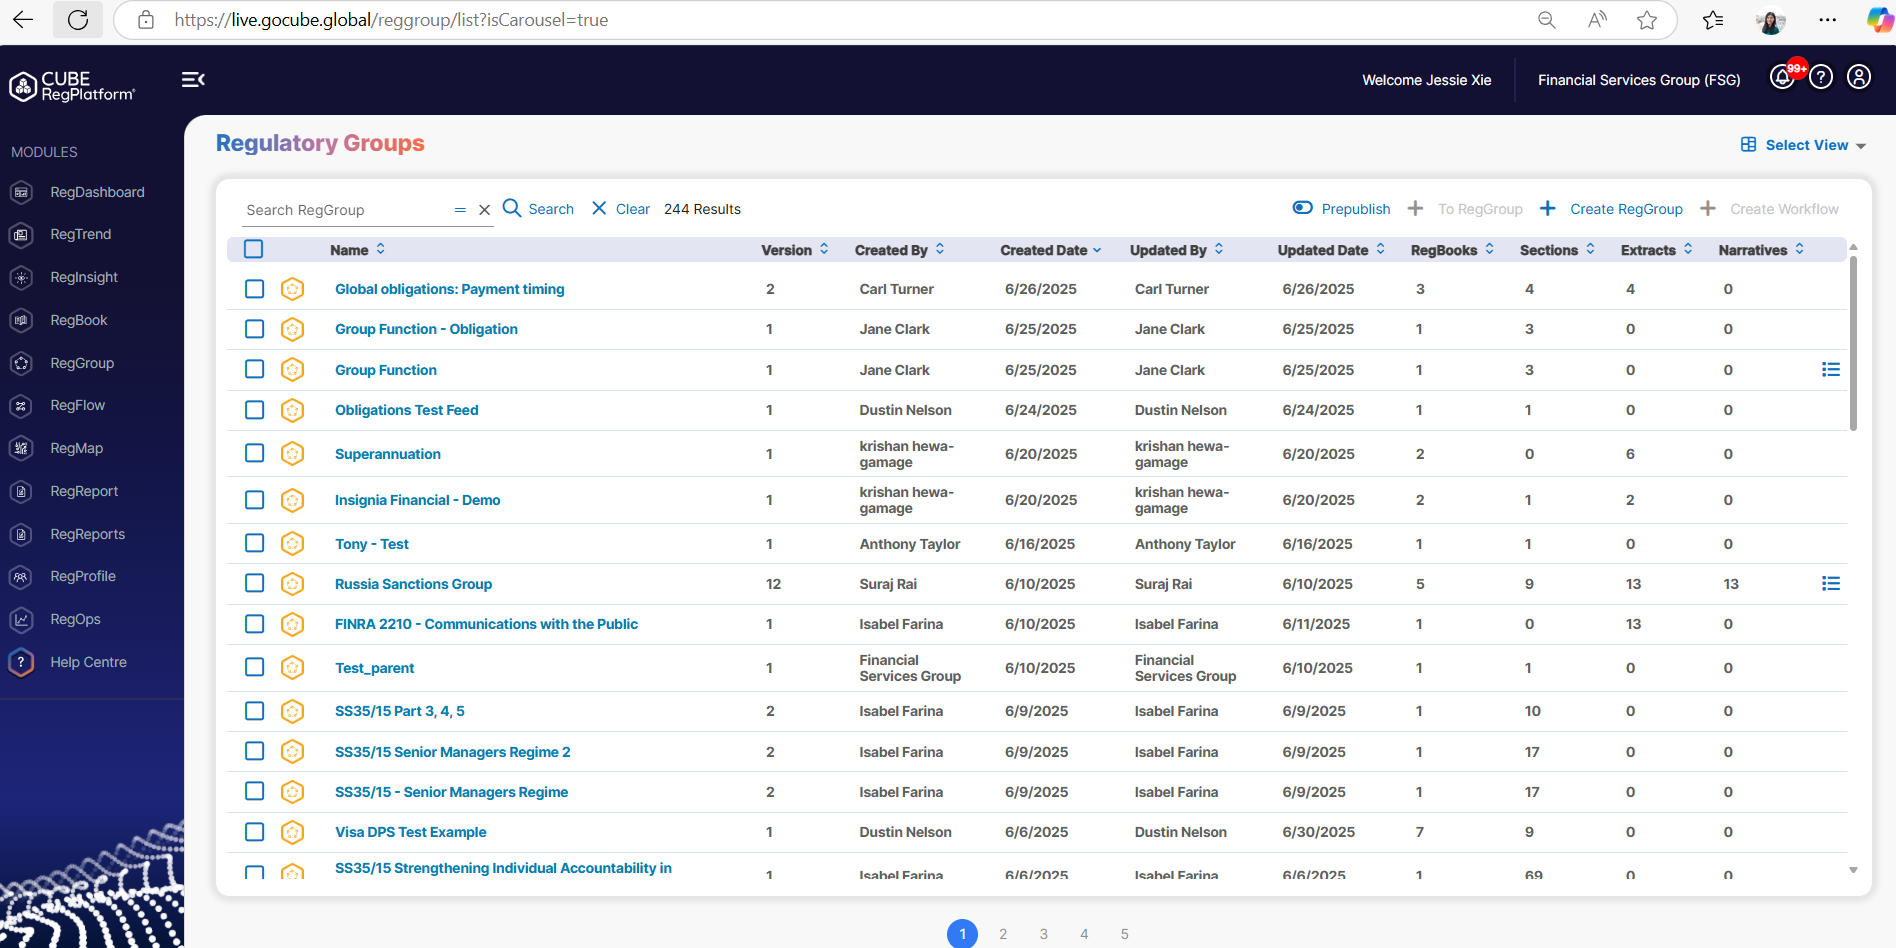 https://live.gocube.global/reggroup/list?isCarousel=true
CUBE
RegPlatform
Welcome Jessie Xie
Financial Services Group (FSG)
99+
MODULES
RegDashboard
RegTrend
RegInsight
RegBook
RegGroup
RegFlow
RegMap
RegReport
RegReports
RegProfile
RegOps
Help Centre
Regulatory Groups
Select View
Search RegGroup = Search Clear 244 Results Prepublish To RegGroup Create RegGroup Create Workflow
Name Version Created By Created Date Updated By Updated Date RegBooks Sections Extracts Narratives
Global obligations: Payment timing 2 Carl Turner 6/26/2025 Carl Turner 6/26/2025 3 4 4 0
Group Function - Obligation 1 Jane Clark 6/25/2025 Jane Clark 6/25/2025 1 3 0 0
Group Function 1 Jane Clark 6/25/2025 Jane Clark 6/25/2025 1 3 0 0
Obligations Test Feed 1 Dustin Nelson 6/24/2025 Dustin Nelson 6/24/2025 1 1 0 0
Superannuation 1 krishan hewa-gamage 6/20/2025 krishan hewa-gamage 6/20/2025 2 0 6 0
Insignia Financial - Demo 1 krishan hewa-gamage 6/20/2025 krishan hewa-gamage 6/20/2025 2 1 2 0
Tony - Test 1 Anthony Taylor 6/16/2025 Anthony Taylor 6/16/2025 1 1 0 0
Russia Sanctions Group 12 Suraj Rai 6/10/2025 Suraj Rai 6/10/2025 5 9 13 13
FINRA 2210 - Communications with the Public 1 Isabel Farina 6/10/2025 Isabel Farina 6/11/2025 1 0 13 0
Test_parent 1 Financial Services Group 6/10/2025 Financial Services Group 6/10/2025 1 1 0 0
SS35/15 Part 3, 4, 5 2 Isabel Farina 6/9/2025 Isabel Farina 6/9/2025 1 10 0 0
SS35/15 Senior Managers Regime 2 2 Isabel Farina 6/9/2025 Isabel Farina 6/9/2025 1 17 0 0
SS35/15 - Senior Managers Regime 2 Isabel Farina 6/9/2025 Isabel Farina 6/9/2025 1 17 0 0
Visa DPS Test Example 1 Dustin Nelson 6/6/2025 Dustin Nelson 6/30/2025 7 9 0 0
SS35/15 Strengthening Individual Accountability in 1 Isabel Farina 6/6/2025 Isabel Farina 6/6/2025 1 69 0 0
1 2 3 4 5